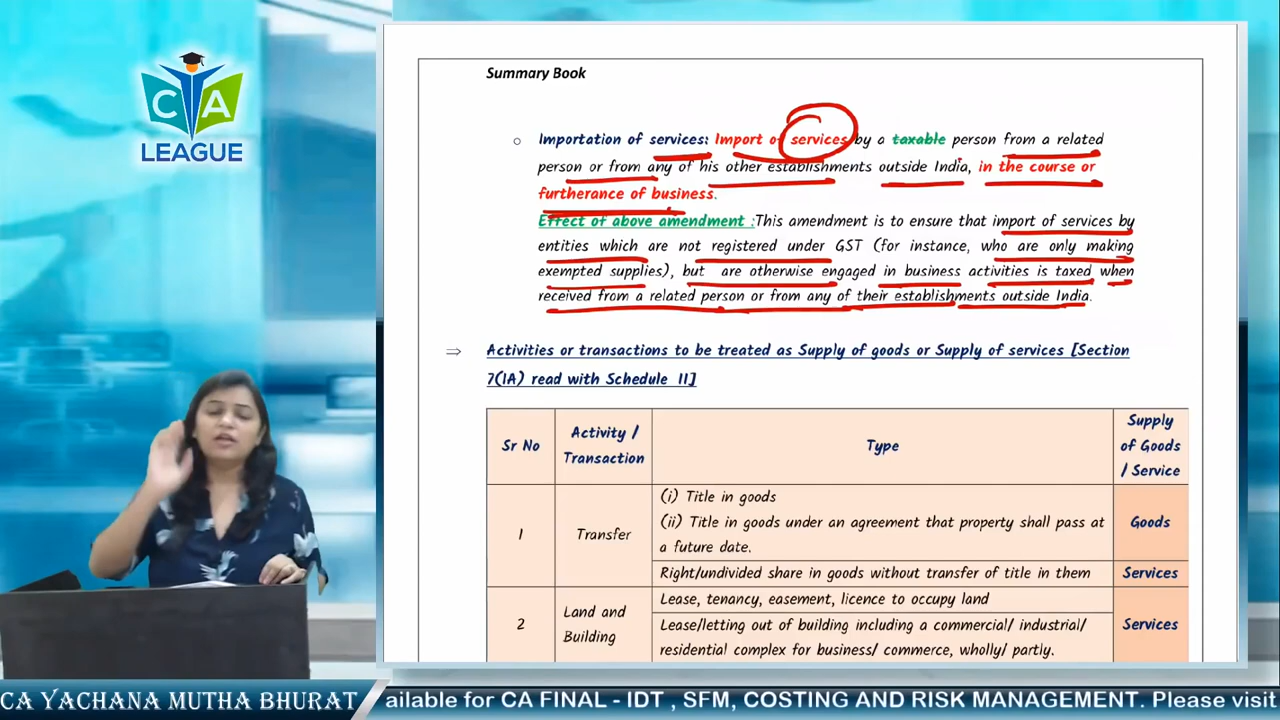 CA
LEAGUE
Summary Book
○ Importation of services: Import of services by a taxable person from a related
person or from any of his other establishments outside India, in the course or
furtherance of business.
Effect of above amendment :This amendment is to ensure that import of services by
entities which are not registered under GST (for instance, who are only making
exempted supplies), but are otherwise engaged in business activities is taxed when
received from a related person or from any of their establishments outside India.
⇒ Activities or transactions to be treated as Supply of goods or Supply of services [Section
7(1A) read with Schedule II]
Sr No
Activity /
Transaction
Type
Supply
of Goods
/ Service
1
Transfer
(i) Title in goods
(ii) Title in goods under an agreement that property shall pass at
a future date.
Goods
Right/undivided share in goods without transfer of title in them
Services
2
Land and
Building
Lease, tenancy, easement, licence to occupy land
Lease/letting out of building including a commercial/ industrial/
residential complex for business/ commerce, wholly/ partly.
Services
CA YACHANA MUTHA BHURAT
ailable for CA FINAL - IDT , SFM, COSTING AND RISK MANAGEMENT. Please visit